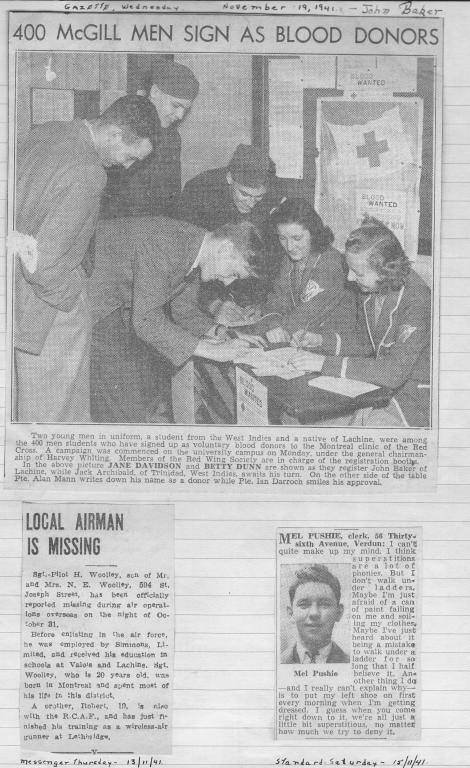 GAZETTE, Wednesday. November 19, 1941 - John Baker
400 McGILL MEN SIGN AS BLOOD DONORS
BLOOD
WANTED
BLOOD
WANTED
NOW
BLOOD
WANTED
Two young men in uniform, a student from the West Indies and a native of Lachine, were among
the 400 men students who have signed up as voluntary blood donors to the Montreal clinic of the Red
Cross. A campaign was commenced on the university campus on Monday, under the general chairman-
ship of Harvey Whiting. Members of the Red Wing Society are in charge of the registration booths.
In the above picture JANE DAVIDSON and BETTY DUNN are shown as they register John Baker of
Lachine, while Jack Archibald, of Trinidad, West Indies, awaits his turn. On the other side of the table
Pte. Alan Mann writes down his name as a donor while Pte. Ian Darroch smiles his approval.
LOCAL AIRMAN
IS MISSING
Sgt.-Pilot H. Woolley, son of Mr.
and Mrs. N. E. Woolley, 594 St.
Joseph Street, has been officially
reported missing during air oper-
ations overseas on the night of Oc-
tober 31.
Before enlisting in the air force,
he was employed by Simmons, Li-
mited, and received his education in
schools at Valois and Lachine. Sgt.
Woolley, who is 20 years old, was
born in Montreal and spent most of
his life in this district.
A brother, Robert, 19, is also
with the R.C.A.F., and has just fi-
nished his training as a wireless-air
gunner at Lethbridge.
V
Messenger Thursday - 13/11/41.
MEL PUSHIE, clerk, 56 Thirty-
sixth Avenue, Verdun: I can't
quite make up my mind. I think
superstitions
are a lot of
phonies. But I
don't walk un-
der ladders.
Maybe I'm just
afraid of a can
of paint falling
on me and soil-
ing my clothes.
Maybe I've just
heard about it
being a mistake
to walk under a
ladder for so
long that I half
believe it. An-
other thing I do
Mel Pushie
—and I really can't explain why—
is to put my left shoe on first
every morning when I'm getting
dressed. I guess when you come
right down to it, we're all just a
little bit superstitious, no matter
how much we try to deny it.
Standard. Saturday - 15/11/41